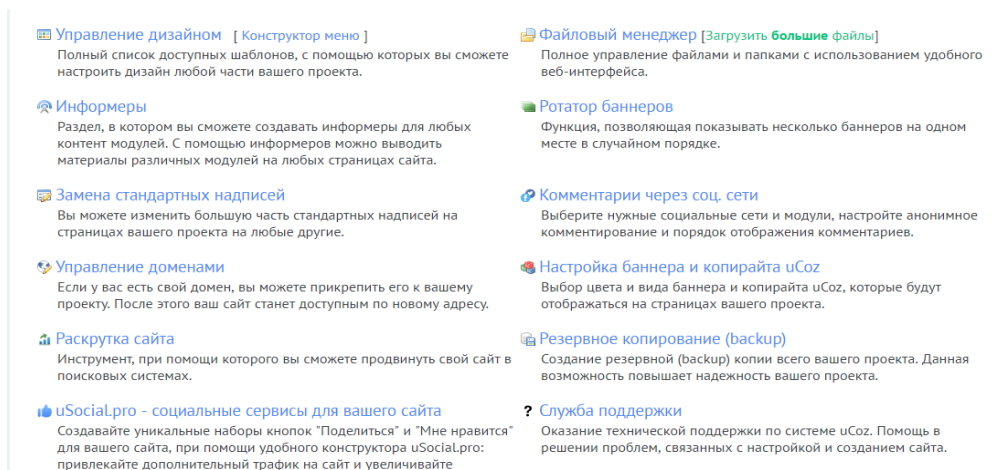 Управление дизайном [ Конструктор меню ]
Полный список доступных шаблонов, с помощью которых вы сможете
настроить дизайн любой части вашего проекта.
Информеры
Раздел, в котором вы сможете создавать информеры для любых
контент модулей. С помощью информеров можно выводить
материалы различных модулей на любых страницах сайта.
Замена стандартных надписей
Вы можете изменить большую часть стандартных надписей на
страницах вашего проекта на любые другие.
Управление доменами
Если у вас есть свой домен, вы можете прикрепить его к вашему
проекту. После этого ваш сайт станет доступным по новому адресу.
Раскрутка сайта
Инструмент, при помощи которого вы сможете продвинуть свой сайт в
поисковых системах.
uSocial.pro - социальные сервисы для вашего сайта
Создавайте уникальные наборы кнопок "Поделиться" и "Мне нравится"
для вашего сайта, при помощи удобного конструктора uSocial.pro:
привлекайте дополнительный трафик на сайт и увеличивайте
Файловый менеджер [Загрузить большие файлы]
Полное управление файлами и папками с использованием удобного
веб-интерфейса.
Ротатор баннеров
Функция, позволяющая показывать несколько баннеров на одном
месте в случайном порядке.
Комментарии через соц. сети
Выберите нужные социальные сети и модули, настройте анонимное
комментирование и порядок отображения комментариев.
Настройка баннера и копирайта uCoz
Выбор цвета и вида баннера и копирайта uCoz, которые будут
отображаться на страницах вашего проекта.
Резервное копирование (backup)
Создание резервной (backup) копии всего вашего проекта. Данная
возможность повышает надежность вашего проекта.
? Служба поддержки
Оказание технической поддержки по системе uCoz. Помощь в
решении проблем, связанных с настройкой и созданием сайта.